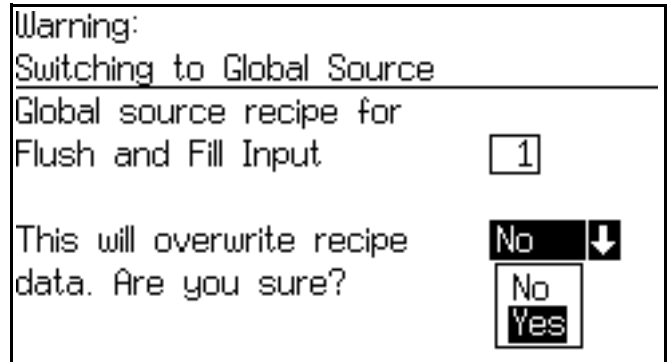 Warning:
Switching to Global Source
Global source recipe for
Flush and Fill Input 1
This will overwrite recipe No
data. Are you sure? No
Yes